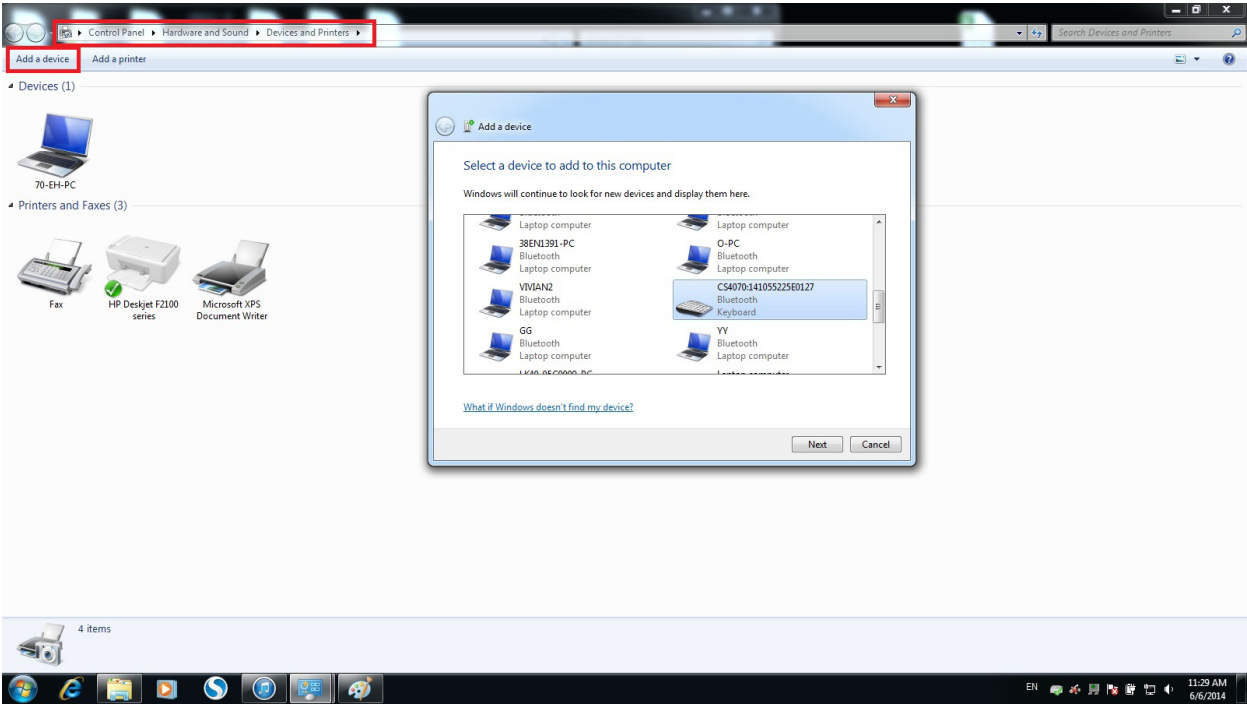 Control Panel ▸ Hardware and Sound ▸ Devices and Printers ▸
Search Devices and Printers
Add a device
Add a printer
Devices (1)
70-EH-PC
Printers and Faxes (3)
Fax
HP Deskjet F2100
series
Microsoft XPS
Document Writer
Add a device
Select a device to add to this computer
Windows will continue to look for new devices and display them here.
Laptop computer
Laptop computer
38EN1391-PC
Bluetooth
Laptop computer
O-PC
Bluetooth
Laptop computer
VIVIAN2
Bluetooth
Laptop computer
CS4070:141055225E0127
Bluetooth
Keyboard
GG
Bluetooth
Laptop computer
YY
Bluetooth
Laptop computer
What if Windows doesn't find my device?
Next
Cancel
4 items
EN
11:29 AM
6/6/2014